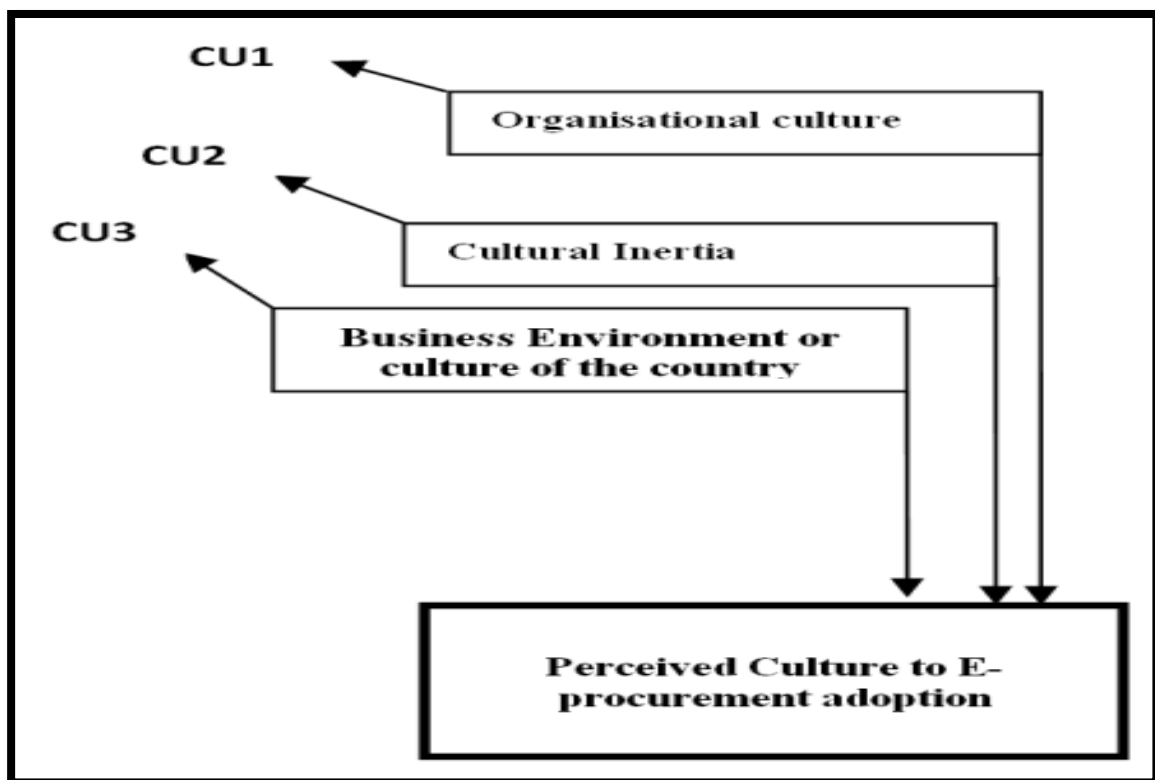 CU1
Organisational culture
CU2
Cultural Inertia
CU3
Business Environment or
culture of the country
Perceived Culture to E-
procurement adoption